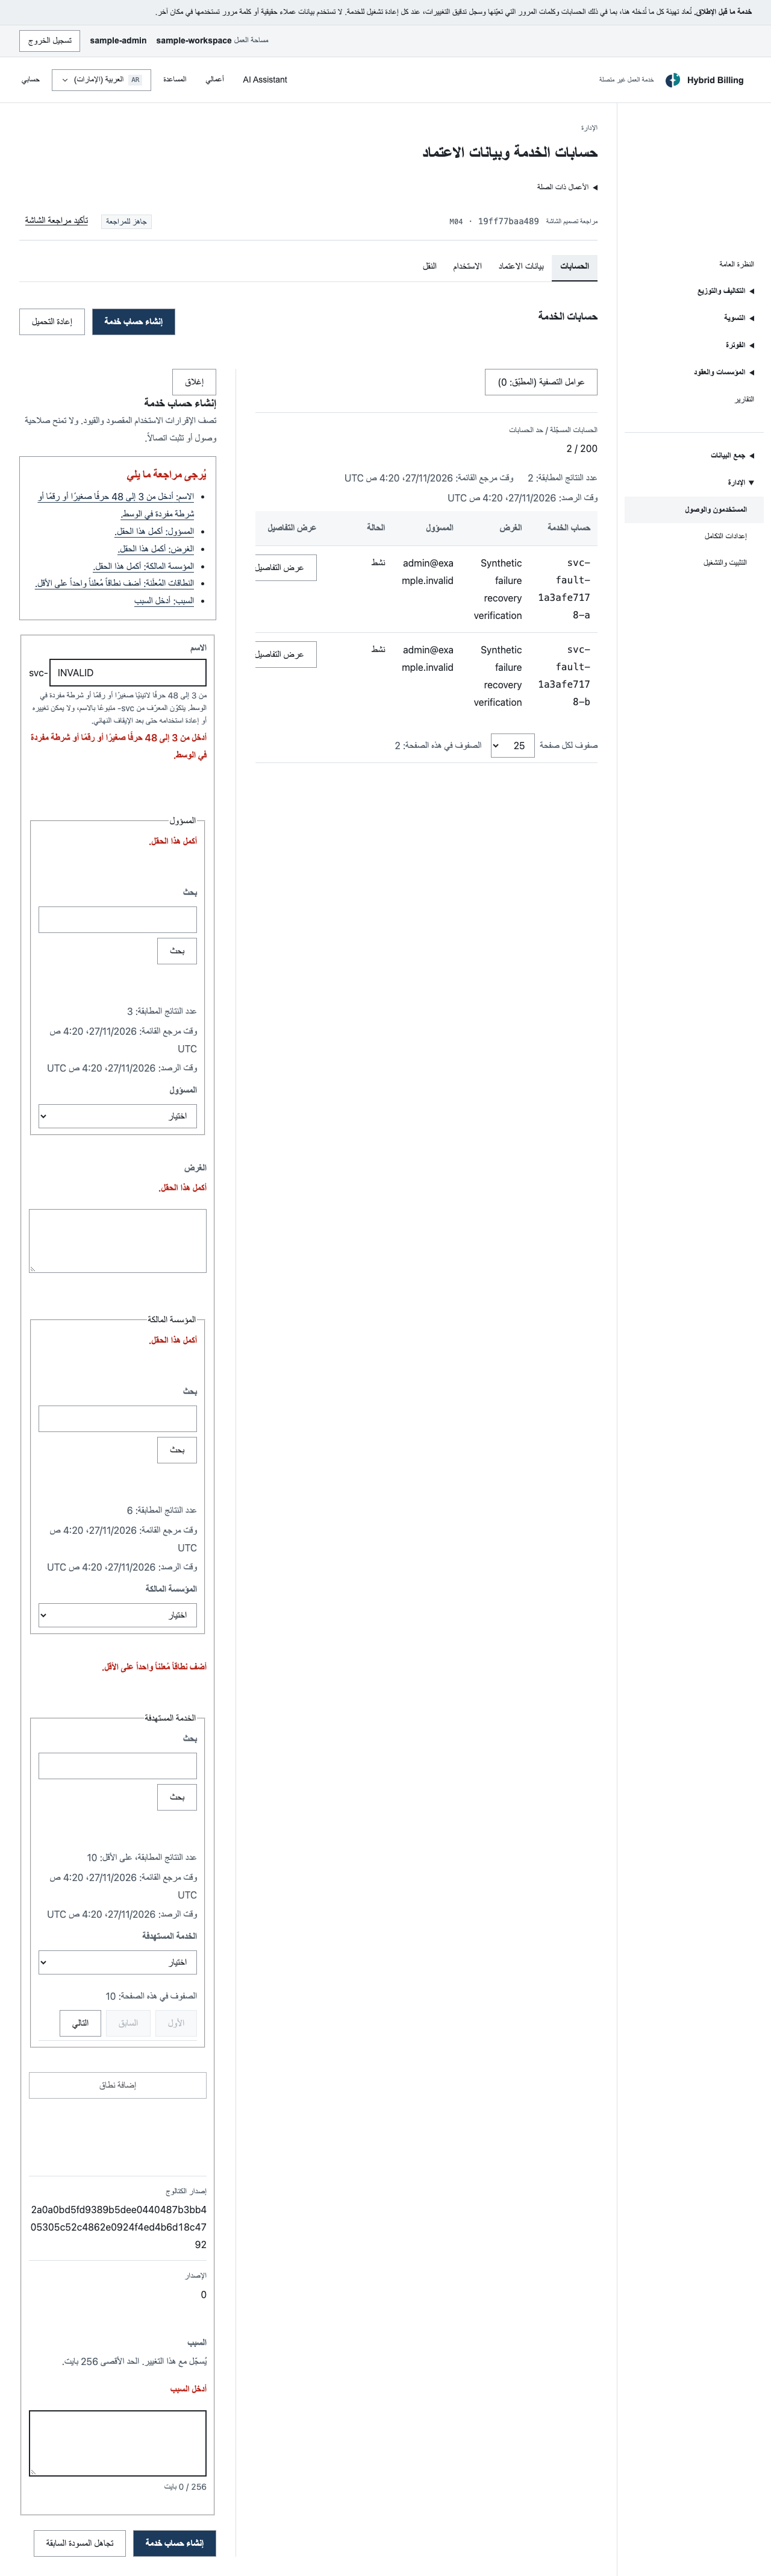 خدمة ما قبل الإطلاق. تُعاد تهيئة كل ما تُدخله هنا، بما في ذلك الحسابات وكلمات المرور التي تعيّنها وسجل تدقيق التغييرات، عند كل إعادة تشغيل للخدمة. لا تستخدم بيانات عملاء حقيقية أو كلمة مرور تستخدمها في مكان آخر.
مساحة العمل sample-workspace sample-admin تسجيل الخروج
Hybrid Billing خدمة العمل غير متصلة
AI Assistant أعمالي المساعدة AR العربية (الإمارات) حسابي
النظرة العامة
التكاليف والتوزيع
التسوية
الفوترة
المؤسسات والعقود
التقارير
جمع البيانات
الإدارة
المستخدمون والوصول
إعدادات التكامل
التثبيت والتشغيل
الإدارة
حسابات الخدمة وبيانات الاعتماد
الأعمال ذات الصلة
مراجعة تصميم الشاشة 19ff77baa489 · M04 جاهز للمراجعة تأكيد مراجعة الشاشة
الحسابات بيانات الاعتماد الاستخدام النقل
حسابات الخدمة إنشاء حساب خدمة إعادة التحميل
عوامل التصفية (المطبّق: 0)
الحسابات المسجّلة / حد الحسابات
2 / 200
عدد النتائج المطابقة: 2 وقت مرجع القائمة: 27/11/2026، 4:20 ص UTC
وقت الرصد: 27/11/2026، 4:20 ص UTC
حساب الخدمة الغرض المسؤول الحالة عرض التفاصيل
svc-fault-1a3afe7178-a Synthetic failure recovery verification admin@example.invalid نشط عرض التفاصيل
svc-fault-1a3afe7178-b Synthetic failure recovery verification admin@example.invalid نشط عرض التفاصيل
صفوف لكل صفحة 25 الصفوف في هذه الصفحة: 2
إغلاق
إنشاء حساب خدمة
تصف الإقرارات الاستخدام المقصود والقيود. ولا تمنح صلاحية
وصول أو تثبت اتصالاً.
يُرجى مراجعة ما يلي
الاسم: أدخل من 3 إلى 48 حرفًا صغيرًا أو رقمًا أو
شرطة مفردة في الوسط.
المسؤول: أكمل هذا الحقل.
الغرض: أكمل هذا الحقل.
المؤسسة المالكة: أكمل هذا الحقل.
النطاقات المُعلَنة: أضف نطاقاً مُعلناً واحداً على الأقل.
السبب: أدخل السبب
الاسم
svc- INVALID
من 3 إلى 48 حرفًا لاتينيًا صغيرًا أو رقمًا أو شرطة مفردة في
الوسط. يتكوّن المعرّف من svc- متبوعًا بالاسم، ولا يمكن تغييره
أو إعادة استخدامه حتى بعد الإيقاف النهائي.
أدخل من 3 إلى 48 حرفًا صغيرًا أو رقمًا أو شرطة مفردة
في الوسط.
المسؤول
أكمل هذا الحقل.
بحث
بحث
عدد النتائج المطابقة: 3
وقت مرجع القائمة: 27/11/2026، 4:20 ص
UTC
وقت الرصد: 27/11/2026، 4:20 ص UTC
المسؤول
اختيار
الغرض
أكمل هذا الحقل.
المؤسسة المالكة
أكمل هذا الحقل.
بحث
بحث
عدد النتائج المطابقة: 6
وقت مرجع القائمة: 27/11/2026، 4:20 ص
UTC
وقت الرصد: 27/11/2026، 4:20 ص UTC
المؤسسة المالكة
اختيار
أضف نطاقاً مُعلناً واحداً على الأقل.
الخدمة المستهدفة
بحث
بحث
عدد النتائج المطابقة، على الأقل: 10
وقت مرجع القائمة: 27/11/2026، 4:20 ص
UTC
وقت الرصد: 27/11/2026، 4:20 ص UTC
الخدمة المستهدفة
اختيار
الصفوف في هذه الصفحة: 10
الأول السابق التالي
إضافة نطاق
إصدار الكتالوج
2a0a0bd5fd9389b5dee0440487b3bb4
05305c52c4862e0924f4ed4b6d18c47
92
الإصدار
0
السبب
يُسجّل مع هذا التغيير. الحد الأقصى 256 بايت.
أدخل السبب
256 / 0 بايت
إنشاء حساب خدمة تجاهل المسودة السابقة